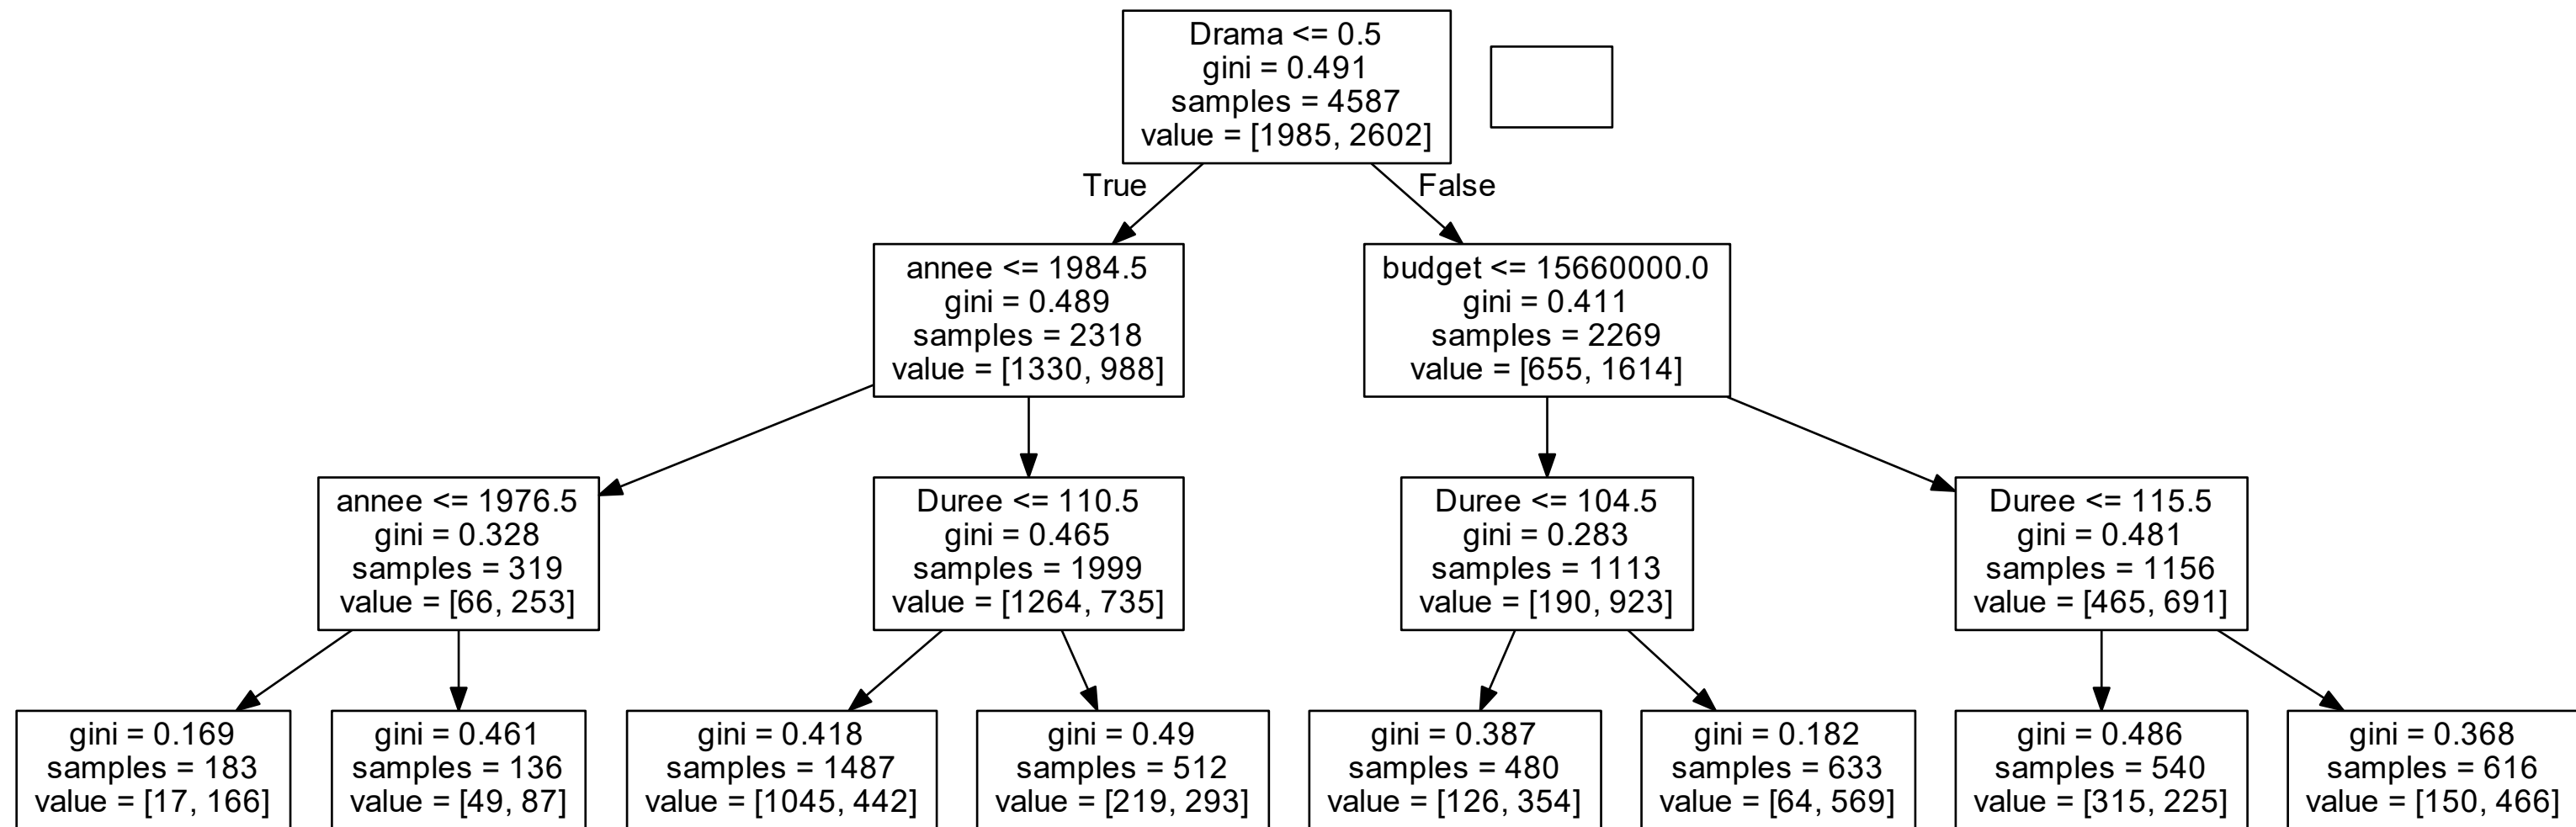 Drama <= 0.5
gini = 0.491
samples = 4587
value = [1985, 2602]
True
False
annee <= 1984.5
gini = 0.489
samples = 2318
value = [1330, 988]
budget <= 15660000.0
gini = 0.411
samples = 2269
value = [655, 1614]
annee <= 1976.5
gini = 0.328
samples = 319
value = [66, 253]
Duree <= 110.5
gini = 0.465
samples = 1999
value = [1264, 735]
Duree <= 104.5
gini = 0.283
samples = 1113
value = [190, 923]
Duree <= 115.5
gini = 0.481
samples = 1156
value = [465, 691]
gini = 0.169
samples = 183
value = [17, 166]
gini = 0.461
samples = 136
value = [49, 87]
gini = 0.418
samples = 1487
value = [1045, 442]
gini = 0.49
samples = 512
value = [219, 293]
gini = 0.387
samples = 480
value = [126, 354]
gini = 0.182
samples = 633
value = [64, 569]
gini = 0.486
samples = 540
value = [315, 225]
gini = 0.368
samples = 616
value = [150, 466]